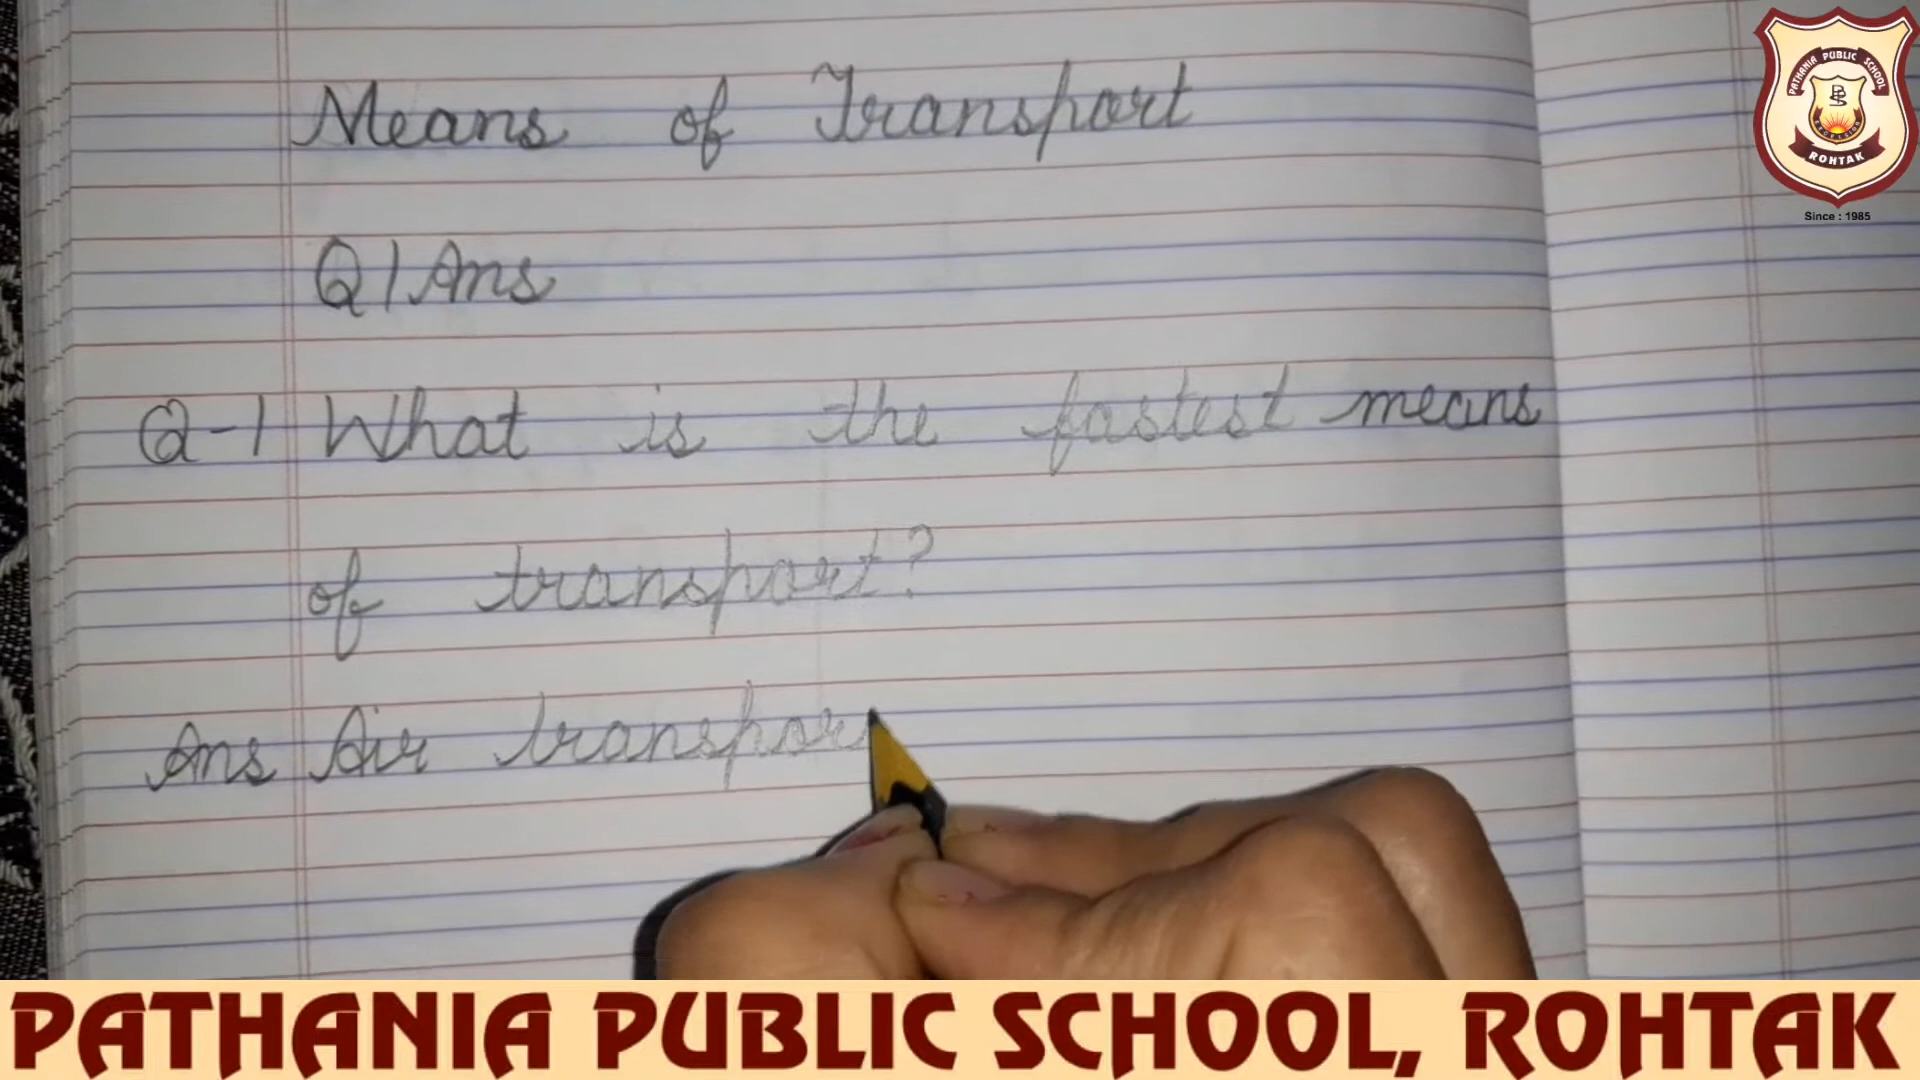 Means of Transport
Q/Ans
Q-1 What is the fastest means
of transport?
Ans Air transpor
PATHANIA PUBLIC SCHOOL
ROHTAK
Since : 1985
PATHANIA PUBLIC SCHOOL, ROHTAK